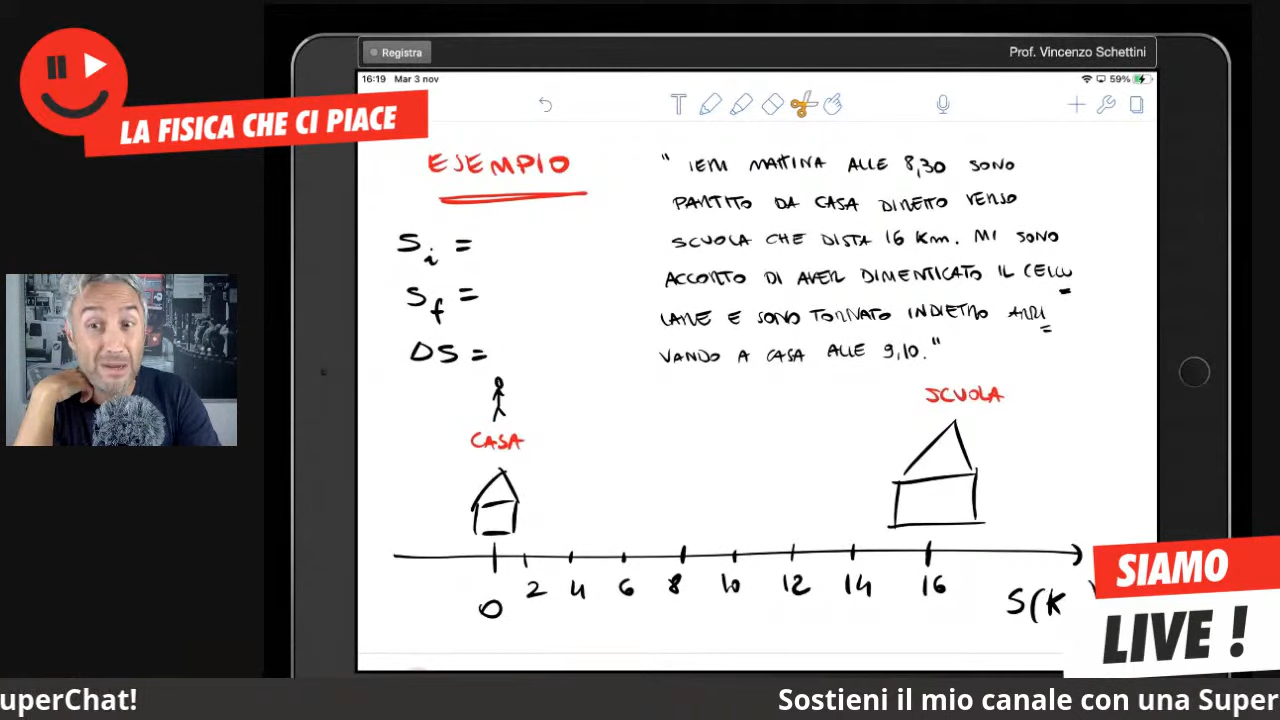 Registra
Prof. Vincenzo Schettini
16:19 Mar 3 nov
59%
LA FISICA CHE CI PIACE
ESEMPIO
" IERI MATTINA ALLE 8,30 SONO
PARTITO DA CASA DIRETTO VERSO
SCUOLA CHE DISTA 16 Km. MI SONO
ACCORTO DI AVER DIMENTICATO IL CELLU
LARE E SONO TORNATO INDIETRO ARRI
VANDO A CASA ALLE 9,10."
Si =
Sf =
ΔS =
CASA
SCUOLA
0 2 4 6 8 10 12 14 16
S(K
SIAMO
LIVE !
uperChat!
Sostieni il mio canale con una Super